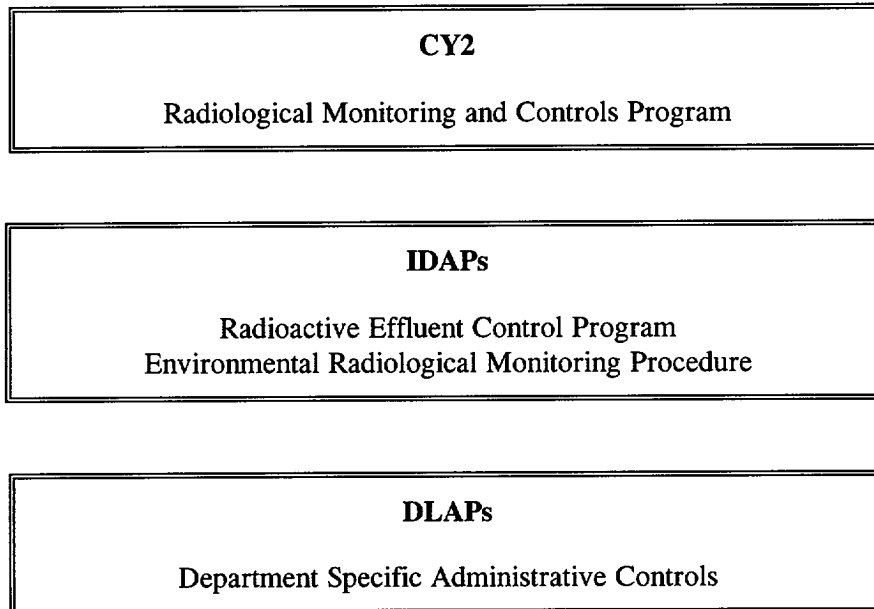 CY2
Radiological Monitoring and Controls Program
IDAPs
Radioactive Effluent Control Program
Environmental Radiological Monitoring Procedure
DLAPs
Department Specific Administrative Controls